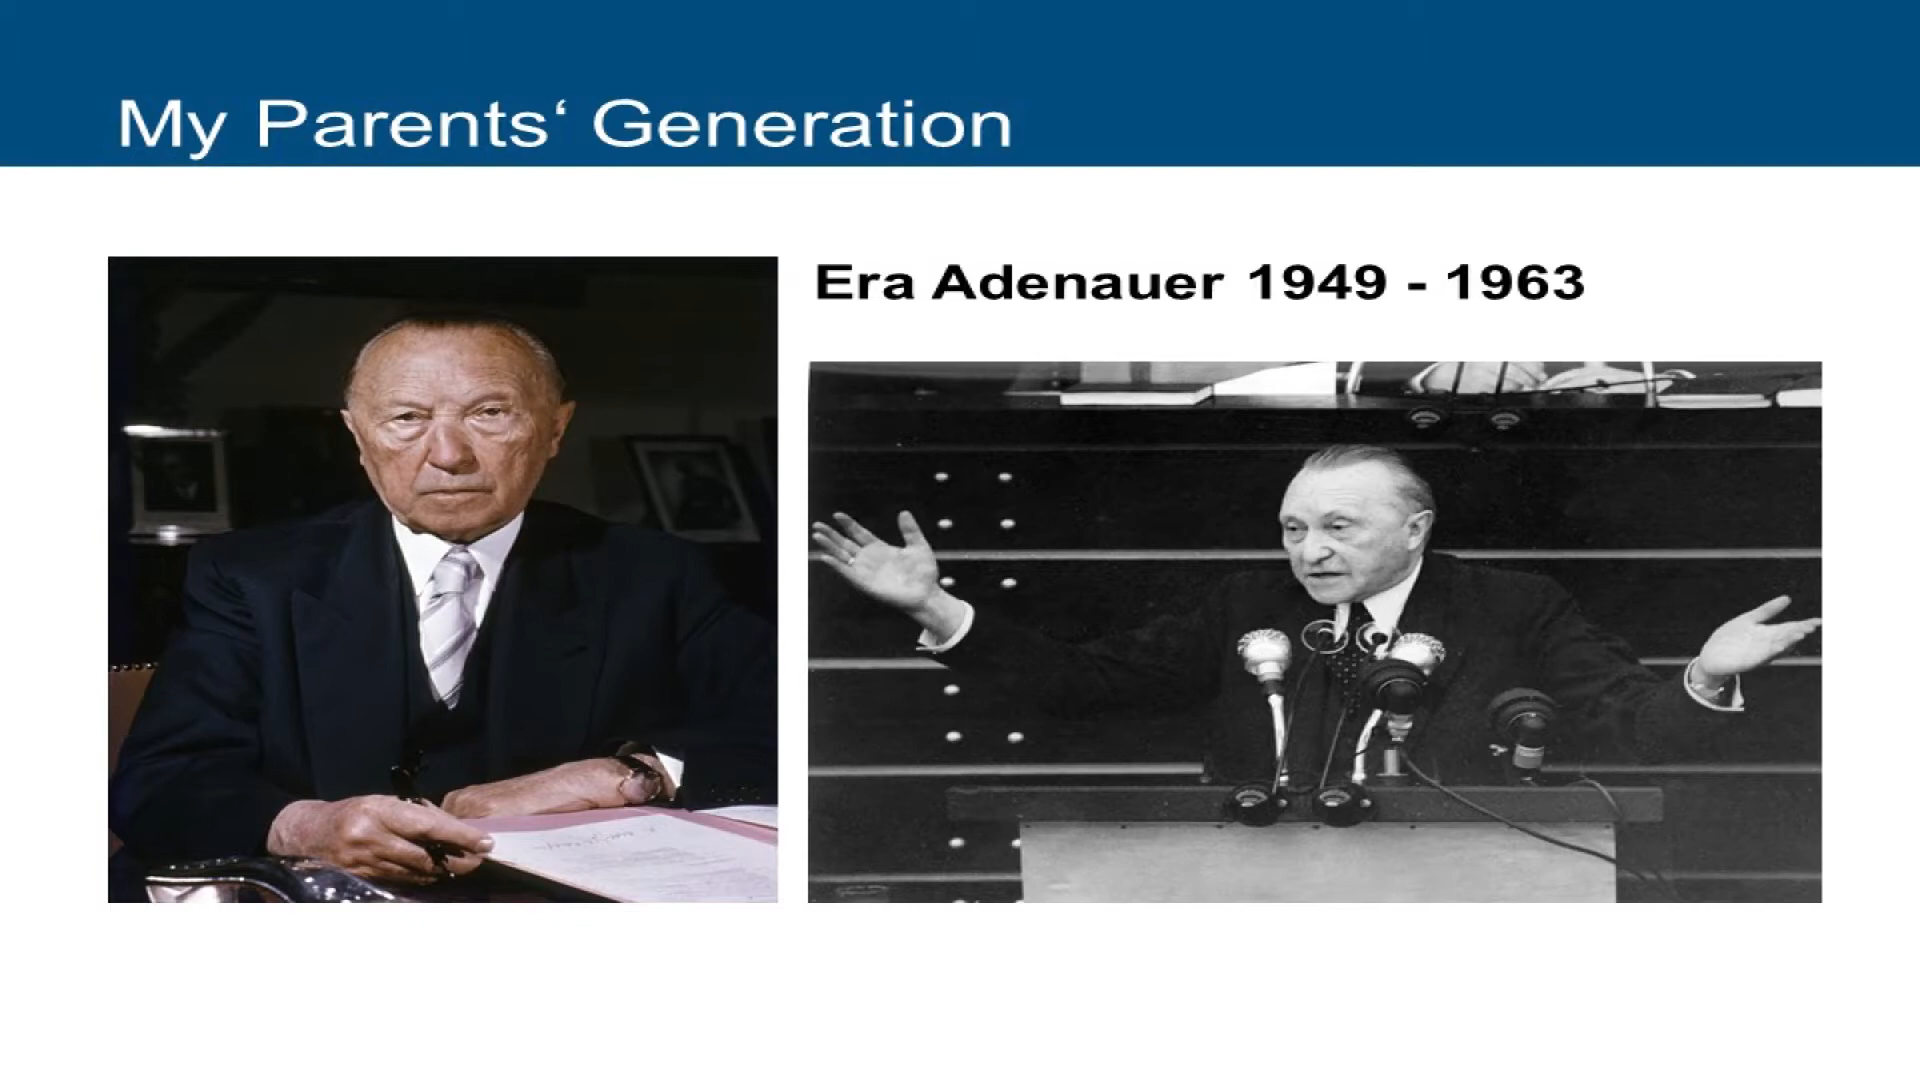 My Parents‘ Generation
Era Adenauer 1949 - 1963